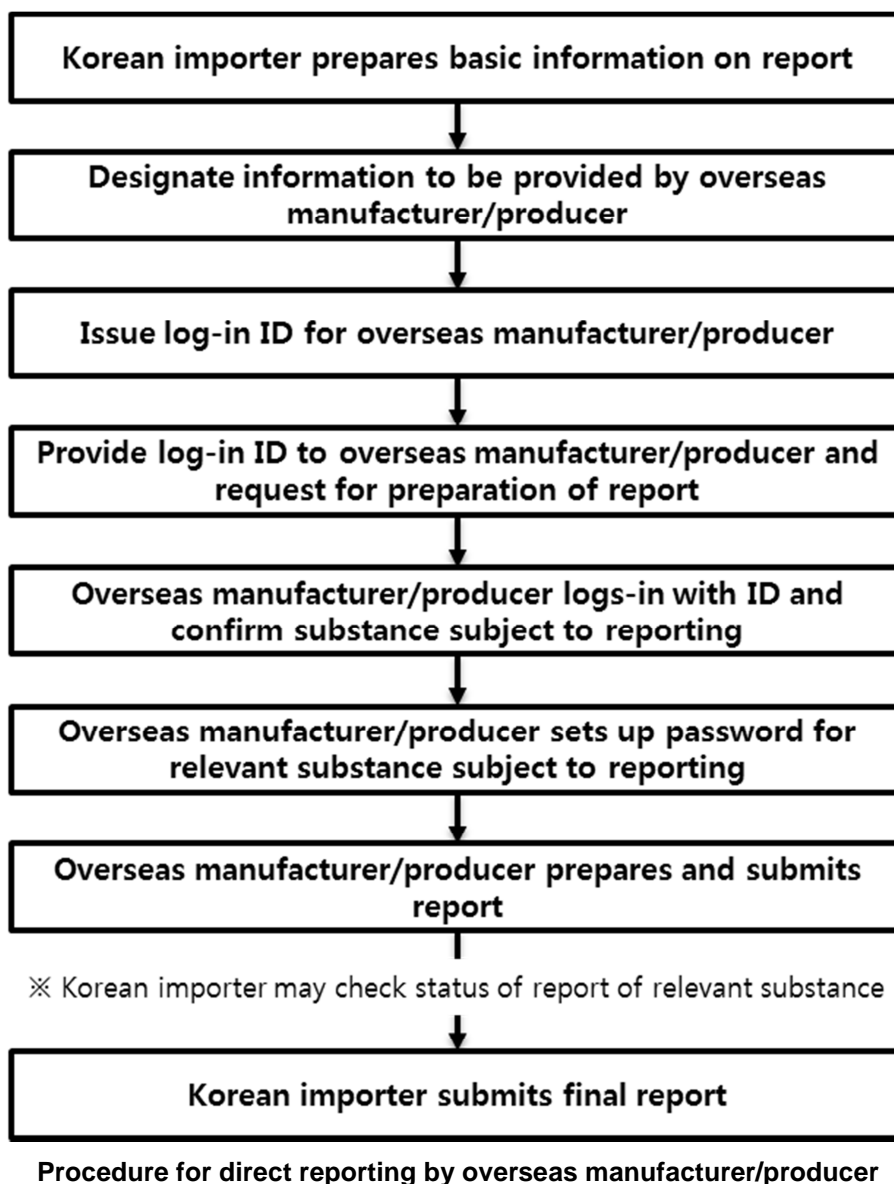 Korean importer prepares basic information on report
Designate information to be provided by overseas
manufacturer/producer
Issue log-in ID for overseas manufacturer/producer
Provide log-in ID to overseas manufacturer/producer and
request for preparation of report
Overseas manufacturer/producer logs-in with ID and
confirm substance subject to reporting
Overseas manufacturer/producer sets up password for
relevant substance subject to reporting
Overseas manufacturer/producer prepares and submits
report
※ Korean importer may check status of report of relevant substance
Korean importer submits final report
Procedure for direct reporting by overseas manufacturer/producer